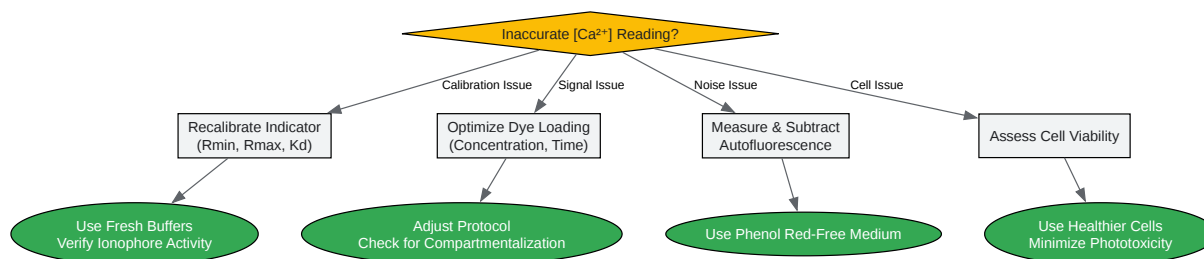 Inaccurate [Ca²⁺] Reading?
Calibration Issue
Signal Issue
Noise Issue
Cell Issue
Recalibrate Indicator
(Rmin, Rmax, Kd)
Optimize Dye Loading
(Concentration, Time)
Measure & Subtract
Autofluorescence
Assess Cell Viability
Use Fresh Buffers
Verify Ionophore Activity
Adjust Protocol
Check for Compartmentalization
Use Phenol Red-Free Medium
Use Healthier Cells
Minimize Phototoxicity